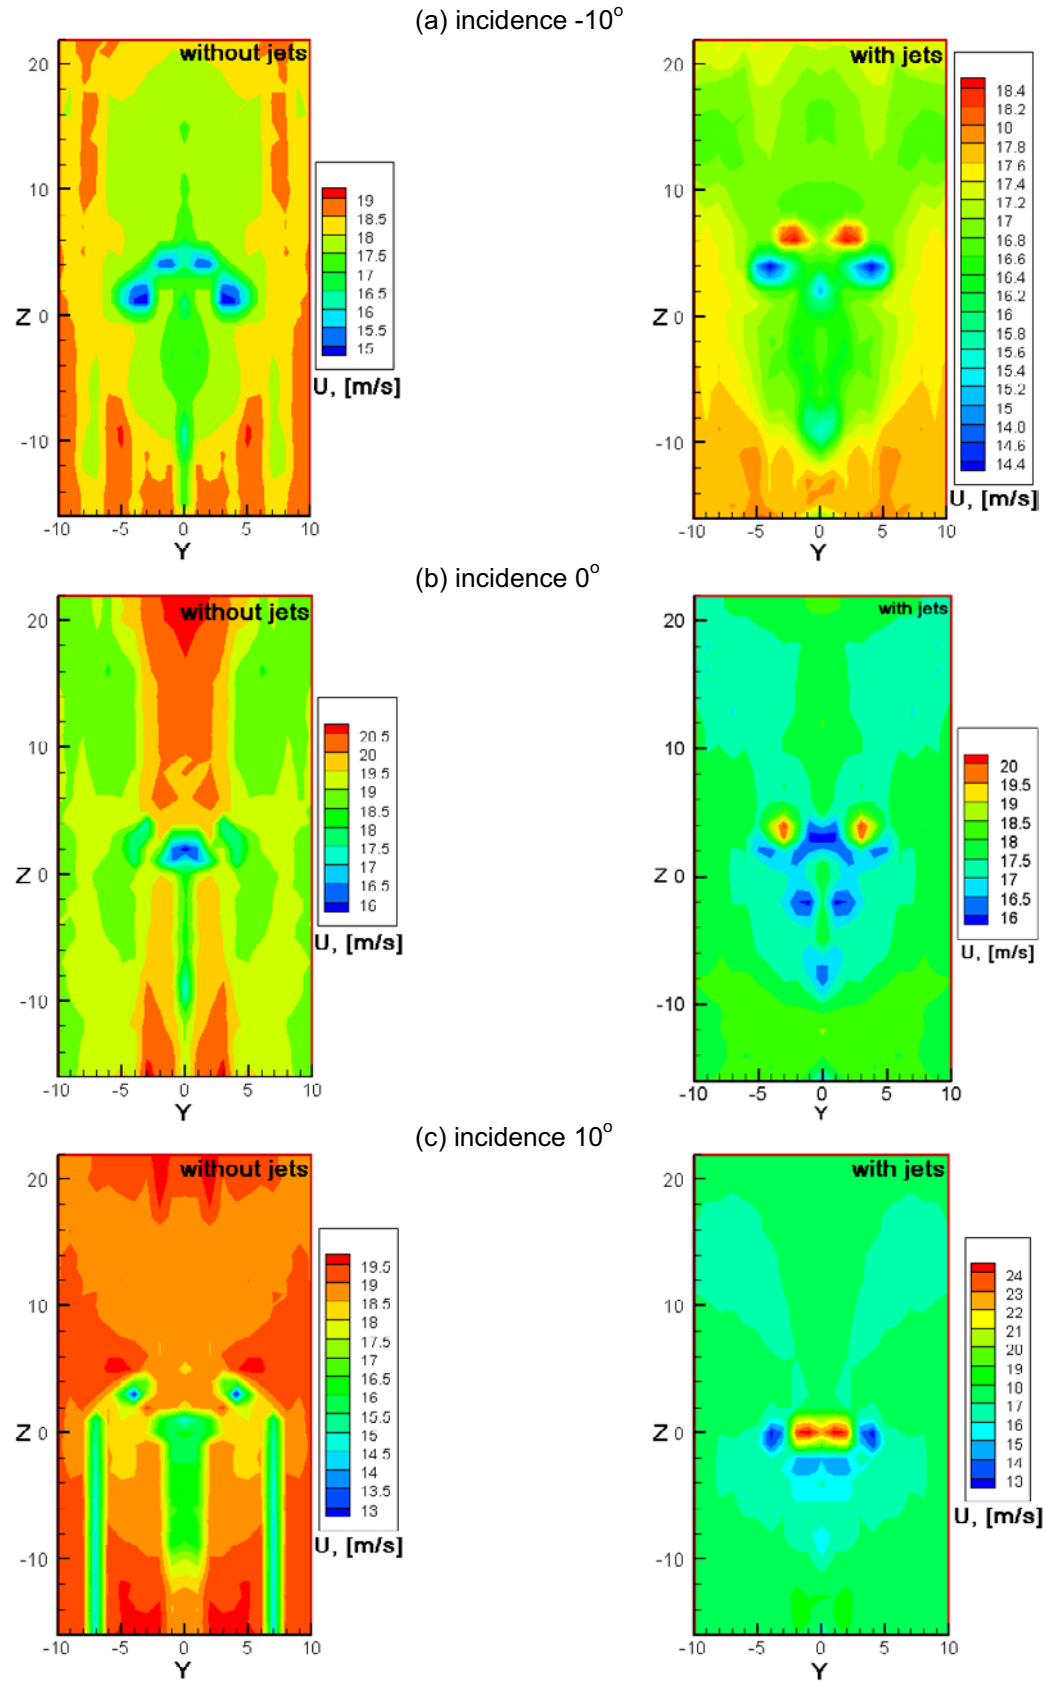 (a) incidence -10°
without jets
20
10
Z 0
-10
-10 -5 0 5 10
Y
19
18.5
18
17.5
17
16.5
16
15.5
15
U, [m/s]
with jets
20
10
Z 0
-10
-10 -5 0 5 10
Y
18.4
18.2
10
17.8
17.6
17.4
17.2
17
16.8
16.6
16.4
16.2
16
15.8
15.6
15.4
15.2
15
14.0
14.6
14.4
U, [m/s]
(b) incidence 0°
without jets
20
10
Z 0
-10
-10 -5 0 5 10
Y
20.5
20
19.5
19
18.5
18
17.5
17
16.5
16
U, [m/s]
with jets
20
10
Z 0
-10
-10 -5 0 5 10
Y
20
19.5
19
18.5
18
17.5
17
16.5
16
U, [m/s]
(c) incidence 10°
without jets
20
10
Z 0
-10
-10 -5 0 5 10
Y
19.5
19
18.5
18
17.5
17
16.5
16
15.5
15
14.5
14
13.5
13
U, [m/s]
with jets
20
10
Z 0
-10
-10 -5 0 5 10
Y
24
23
22
21
20
19
10
17
16
15
14
13
U, [m/s]